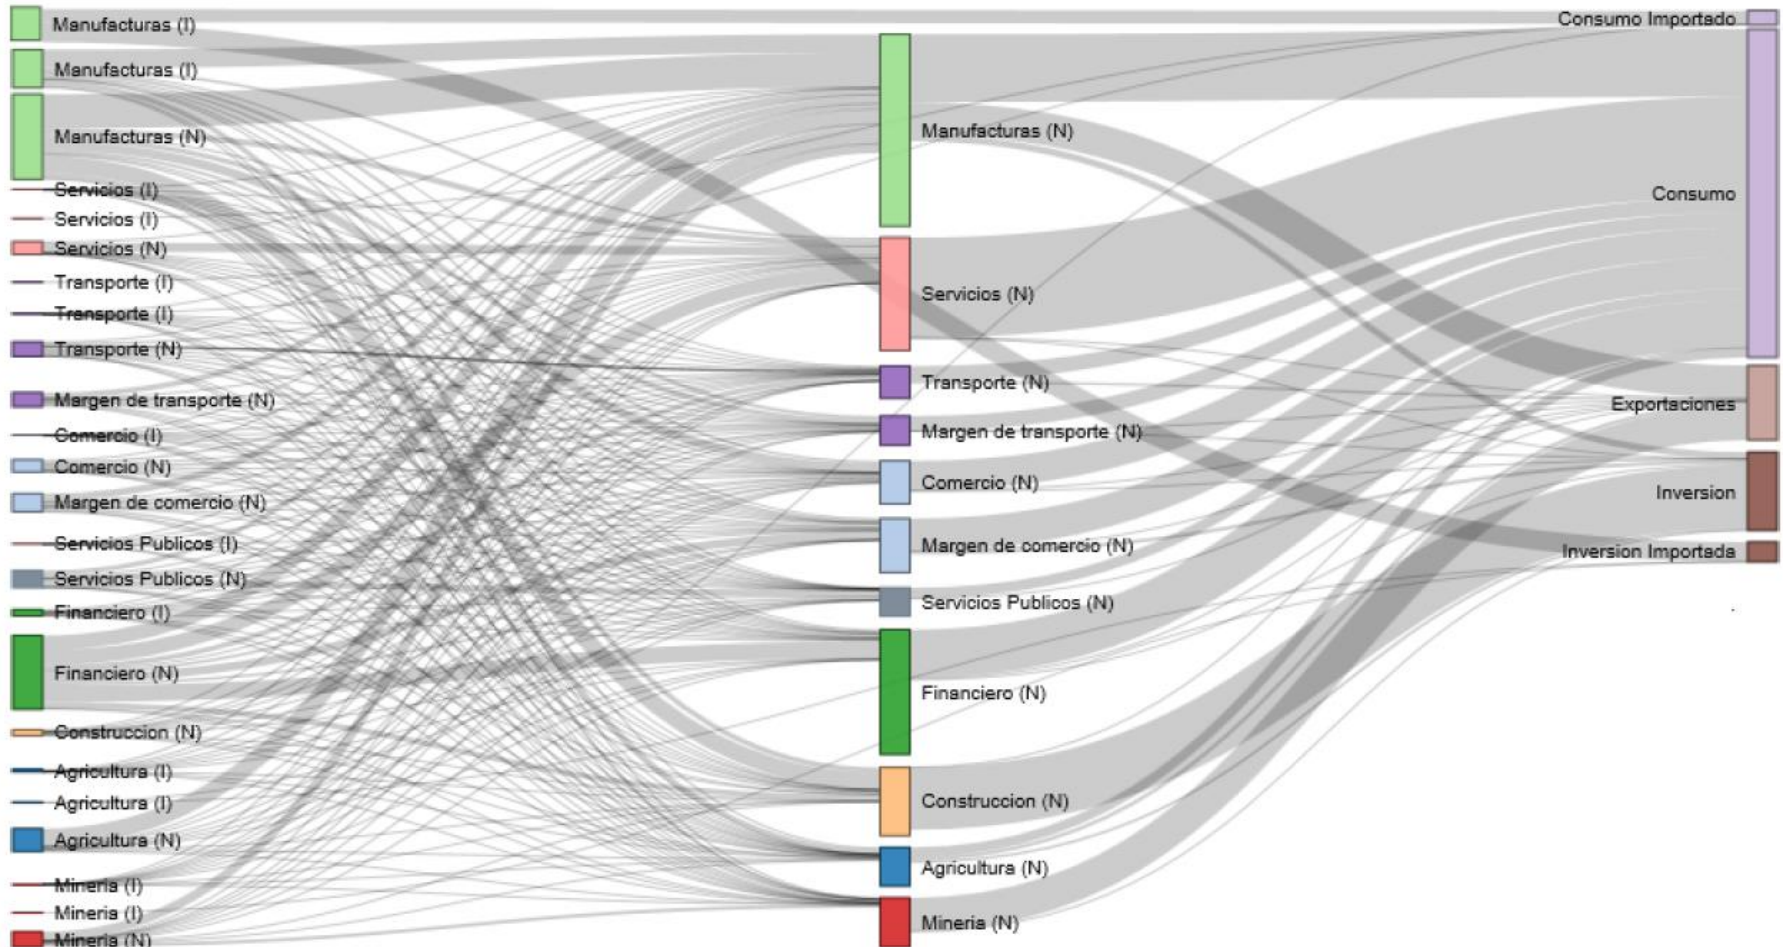 Manufacturas (I)
Manufacturas (I)
Manufacturas (N)
Servicios (I)
Servicios (I)
Servicios (N)
Transporte (I)
Transporte (I)
Transporte (N)
Margen de transporte (N)
Comercio (I)
Comercio (N)
Margen de comercio (N)
Servicios Publicos (I)
Servicios Publicos (N)
Financiero (I)
Financiero (N)
Construccion (N)
Agricultura (I)
Agricultura (I)
Agricultura (N)
Mineria (I)
Mineria (I)
Mineria (N)
Manufacturas (N)
Servicios (N)
Transporte (N)
Margen de transporte (N)
Comercio (N)
Margen de comercio (N)
Servicios Publicos (N)
Financiero (N)
Construccion (N)
Agricultura (N)
Mineria (N)
Consumo Importado
Consumo
Exportaciones
Inversion
Inversion Importada